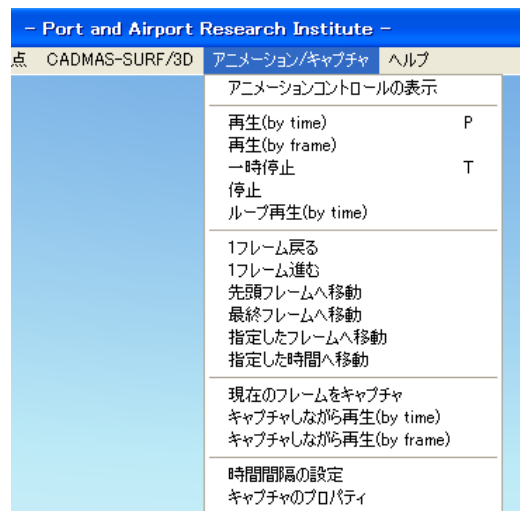 - Port and Airport Research Institute -
点 CADMAS-SURF/3D アニメーション/キャプチャ ヘルプ
アニメーションコントロールの表示
再生(by time) P
再生(by frame)
一時停止 T
停止
ループ再生(by time)
1フレーム戻る
1フレーム進む
先頭フレームへ移動
最終フレームへ移動
指定したフレームへ移動
指定した時間へ移動
現在のフレームをキャプチャ
キャプチャしながら再生(by time)
キャプチャしながら再生(by frame)
時間間隔の設定
キャプチャのプロパティ